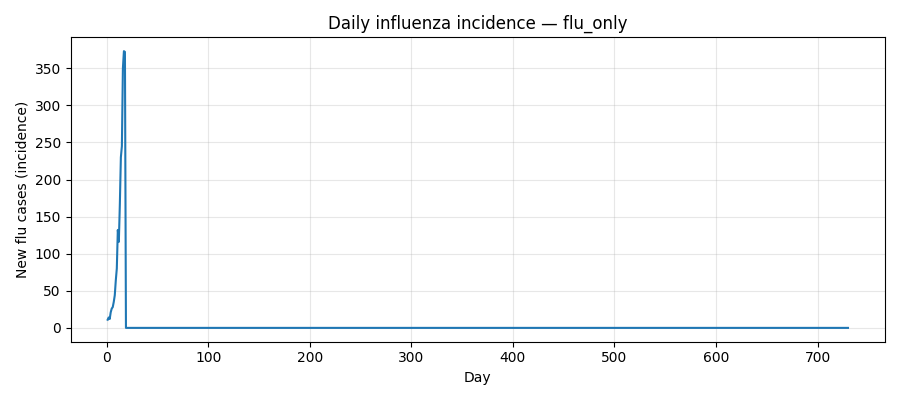 Daily influenza incidence — flu_only
New flu cases (incidence)
350
300
250
200
150
100
50
0
0 100 200 300 400 500 600 700
Day